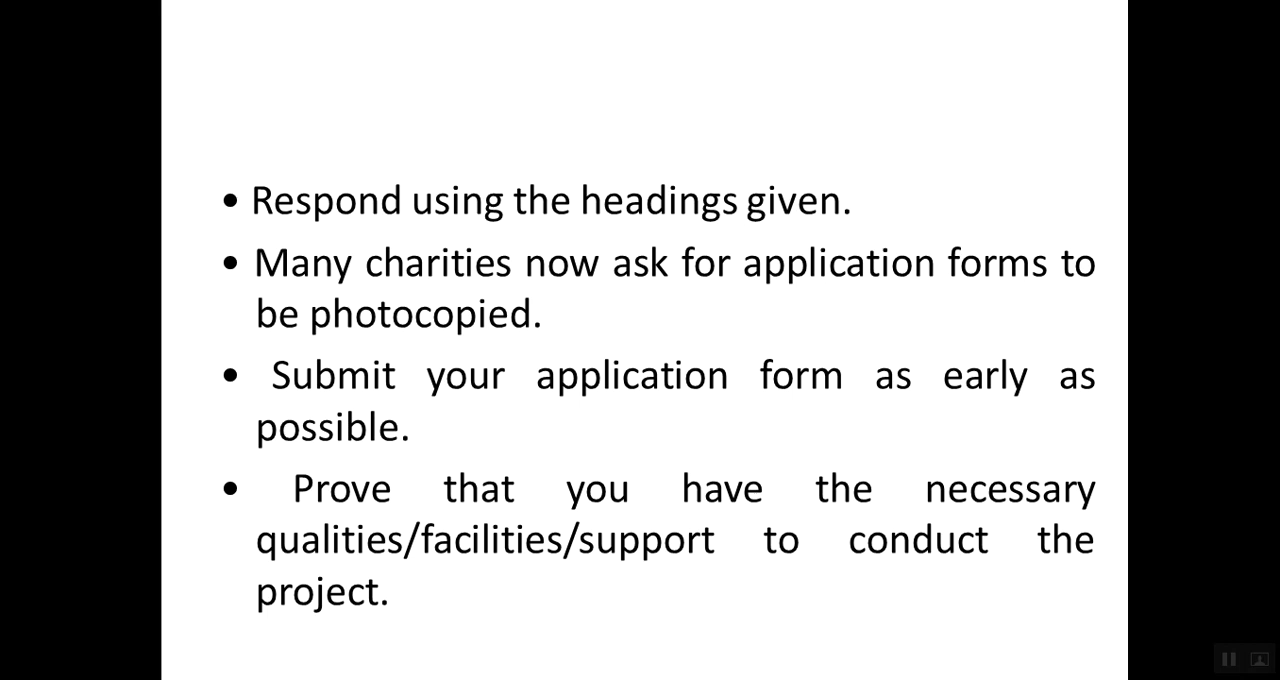 • Respond using the headings given.
• Many charities now ask for application forms to
be photocopied.
• Submit your application form as early as
possible.
• Prove that you have the necessary
qualities/facilities/support to conduct the
project.